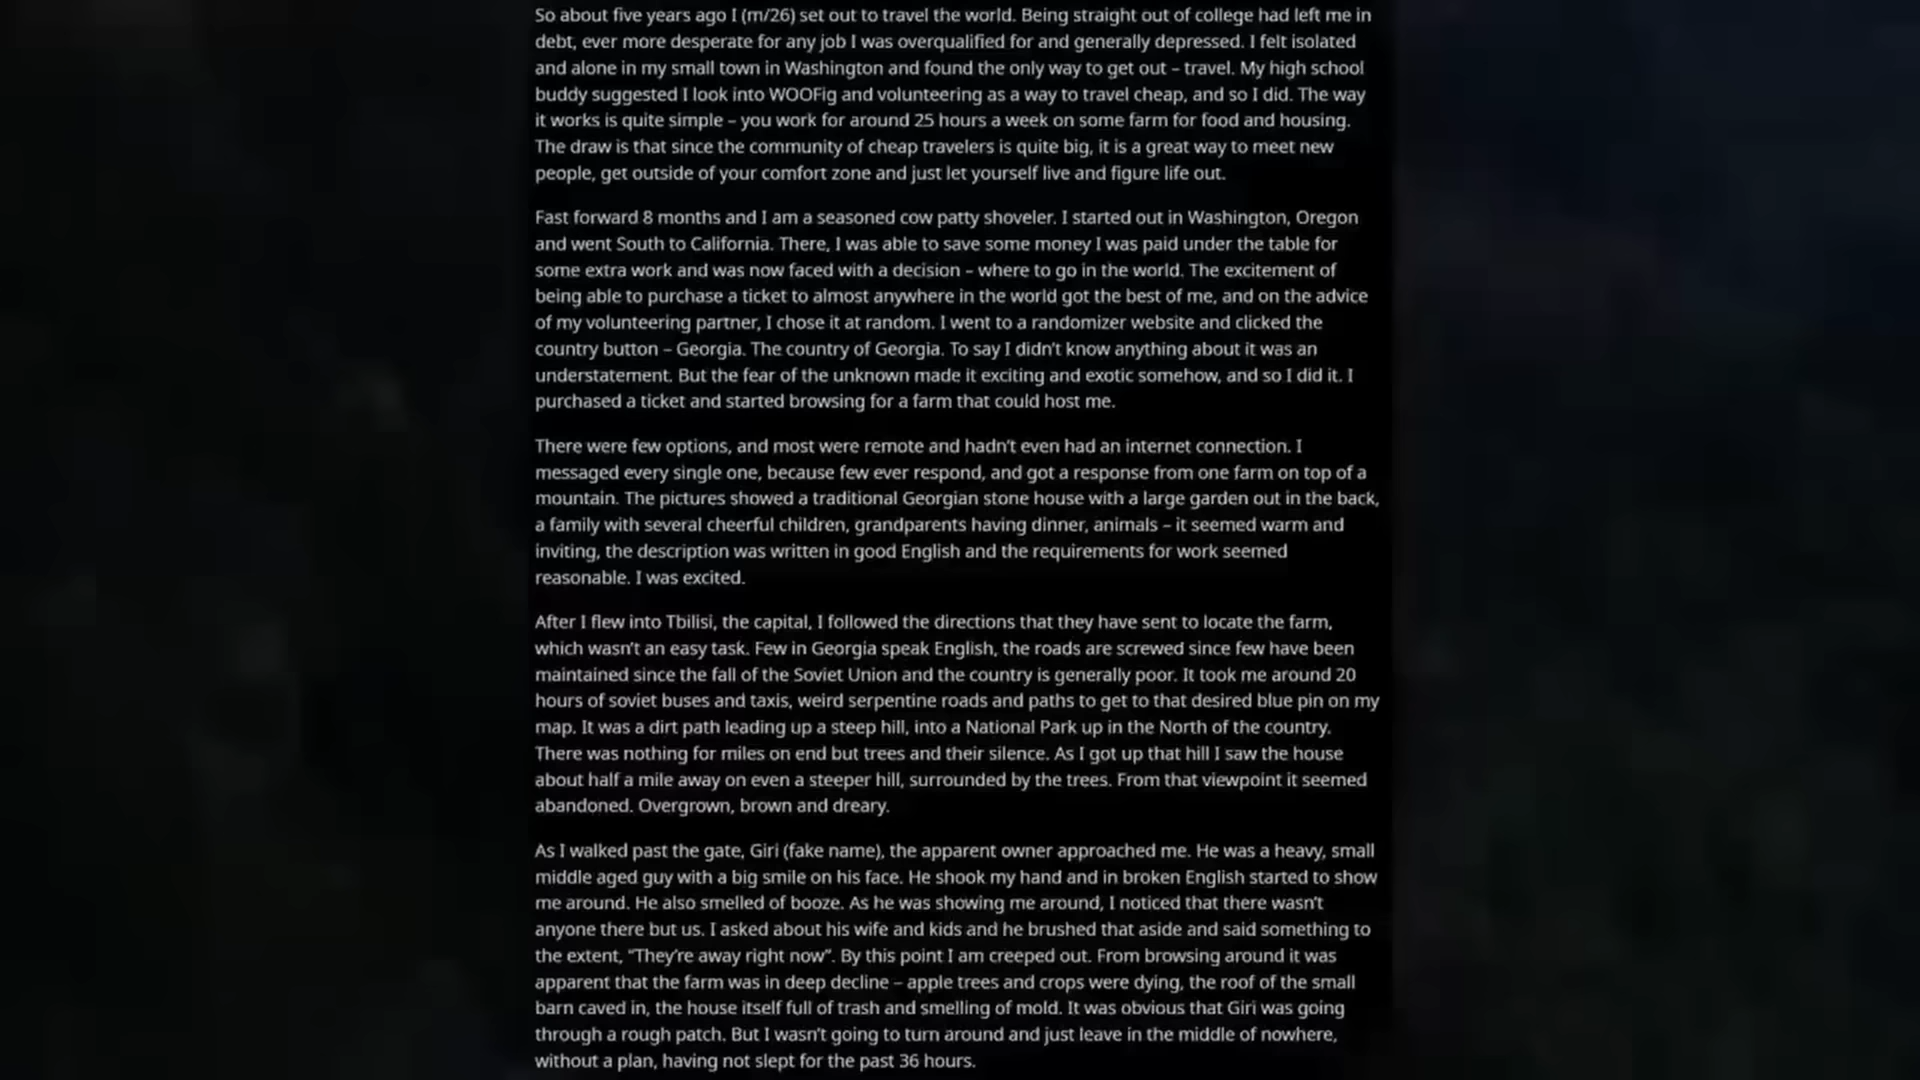 So about five years ago I (m/26) set out to travel the world. Being straight out of college had left me in
debt, ever more desperate for any job I was overqualified for and generally depressed. I felt isolated
and alone in my small town in Washington and found the only way to get out – travel. My high school
buddy suggested I look into WOOFig and volunteering as a way to travel cheap, and so I did. The way
it works is quite simple – you work for around 25 hours a week on some farm for food and housing.
The draw is that since the community of cheap travelers is quite big, it is a great way to meet new
people, get outside of your comfort zone and just let yourself live and figure life out.
Fast forward 8 months and I am a seasoned cow patty shoveler. I started out in Washington, Oregon
and went South to California. There, I was able to save some money I was paid under the table for
some extra work and was now faced with a decision – where to go in the world. The excitement of
being able to purchase a ticket to almost anywhere in the world got the best of me, and on the advice
of my volunteering partner, I chose it at random. I went to a randomizer website and clicked the
country button – Georgia. The country of Georgia. To say I didn't know anything about it was an
understatement. But the fear of the unknown made it exciting and exotic somehow, and so I did it. I
purchased a ticket and started browsing for a farm that could host me.
There were few options, and most were remote and hadn't even had an internet connection. I
messaged every single one, because few ever respond, and got a response from one farm on top of a
mountain. The pictures showed a traditional Georgian stone house with a large garden out in the back,
a family with several cheerful children, grandparents having dinner, animals – it seemed warm and
inviting, the description was written in good English and the requirements for work seemed
reasonable. I was excited.
After I flew into Tbilisi, the capital, I followed the directions that they have sent to locate the farm,
which wasn't an easy task. Few in Georgia speak English, the roads are screwed since few have been
maintained since the fall of the Soviet Union and the country is generally poor. It took me around 20
hours of soviet buses and taxis, weird serpentine roads and paths to get to that desired blue pin on my
map. It was a dirt path leading up a steep hill, into a National Park up in the North of the country.
There was nothing for miles on end but trees and their silence. As I got up that hill I saw the house
about half a mile away on even a steeper hill, surrounded by the trees. From that viewpoint it seemed
abandoned. Overgrown, brown and dreary.
As I walked past the gate, Giri (fake name), the apparent owner approached me. He was a heavy, small
middle aged guy with a big smile on his face. He shook my hand and in broken English started to show
me around. He also smelled of booze. As he was showing me around, I noticed that there wasn't
anyone there but us. I asked about his wife and kids and he brushed that aside and said something to
the extent, "They're away right now". By this point I am creeped out. From browsing around it was
apparent that the farm was in deep decline – apple trees and crops were dying, the roof of the small
barn caved in, the house itself full of trash and smelling of mold. It was obvious that Giri was going
through a rough patch. But I wasn't going to turn around and just leave in the middle of nowhere,
without a plan, having not slept for the past 36 hours.